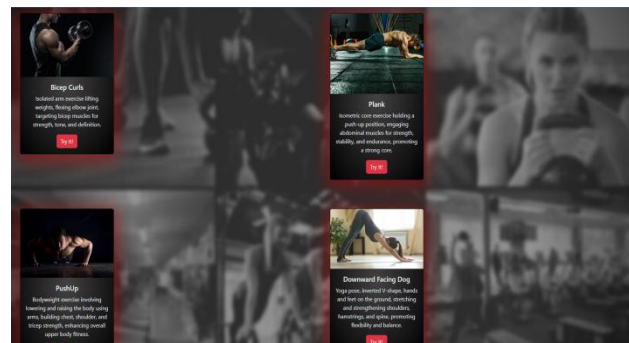 Bicep Curls
Isolated arm exercise lifting
weights, flexing elbow joint,
targeting bicep muscles for
strength, tone, and definition.
Try It!
Plank
Isometric core exercise holding a
push-up position, engaging
abdominal muscles for strength,
stability, and endurance, promoting
a strong core.
Try It!
PushUp
Bodyweight exercise involving
lowering and raising the body using
arms, building chest, shoulder, and
tricep strength, enhancing overall
upper body fitness.
Downward Facing Dog
Yoga pose, inverted V-shape, hands
and feet on the ground, stretching
and strengthening shoulders,
hamstrings, and spine, promoting
flexibility and balance.
Try It!